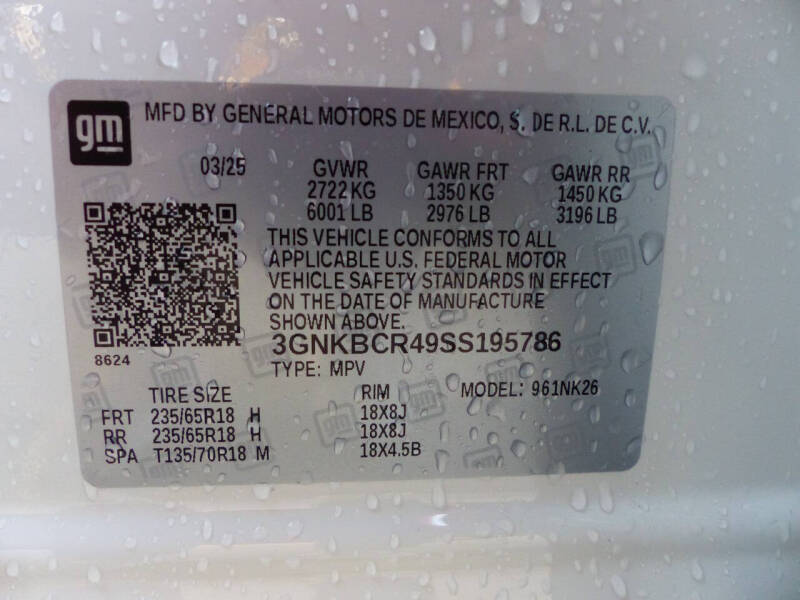 gm
MFD BY GENERAL MOTORS DE MEXICO, S. DE R.L. DE C.V.
03/25 GVWR GAWR FRT GAWR RR
2722 KG 1350 KG 1450 KG
6001 LB 2976 LB 3196 LB
THIS VEHICLE CONFORMS TO ALL
APPLICABLE U.S. FEDERAL MOTOR
VEHICLE SAFETY STANDARDS IN EFFECT
ON THE DATE OF MANUFACTURE
SHOWN ABOVE.
8624
3GNKBCR49SS195786
TYPE: MPV MODEL: 961NK26
TIRE SIZE RIM
FRT 235/65R18 H 18X8J
RR 235/65R18 H 18X8J
SPA T135/70R18 M 18X4.5B